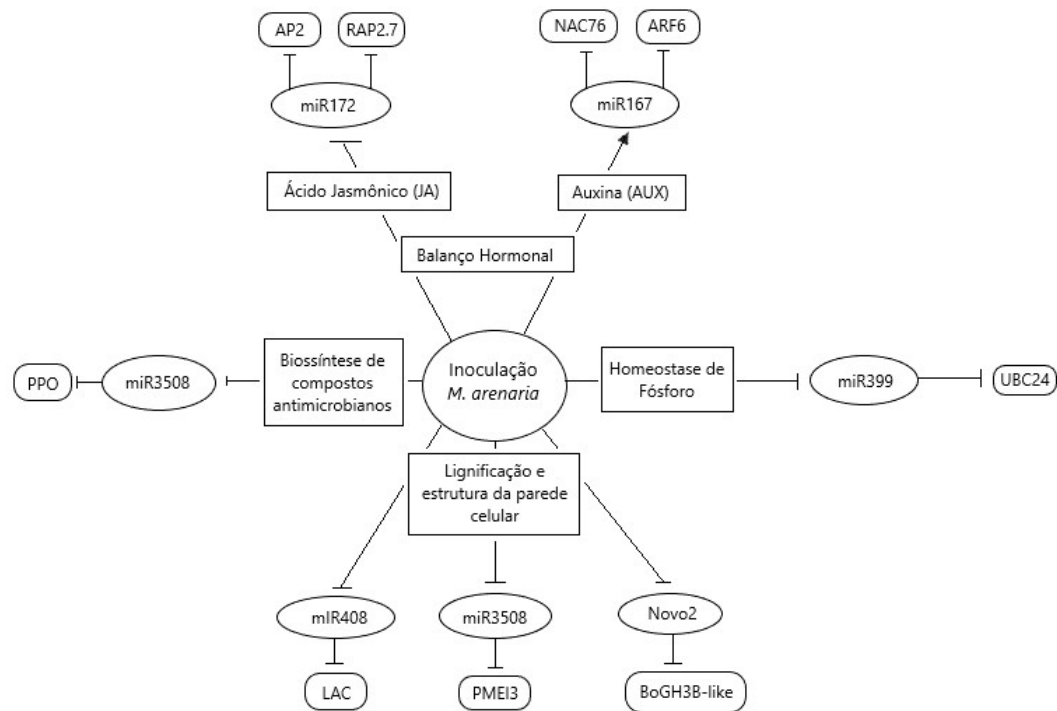 AP2
RAP2.7
NAC76
ARF6
miR172
miR167
Ácido Jasmônico (JA)
Auxina (AUX)
Balanço Hormonal
PPO
miR3508
Biossíntese de
compostos
antimicrobianos
Inoculação
M. arenaria
Homeostase de
Fósforo
miR399
UBC24
Lignificação e
estrutura da parede
celular
mIR408
miR3508
Novo2
LAC
PMEI3
BoGH3B-like